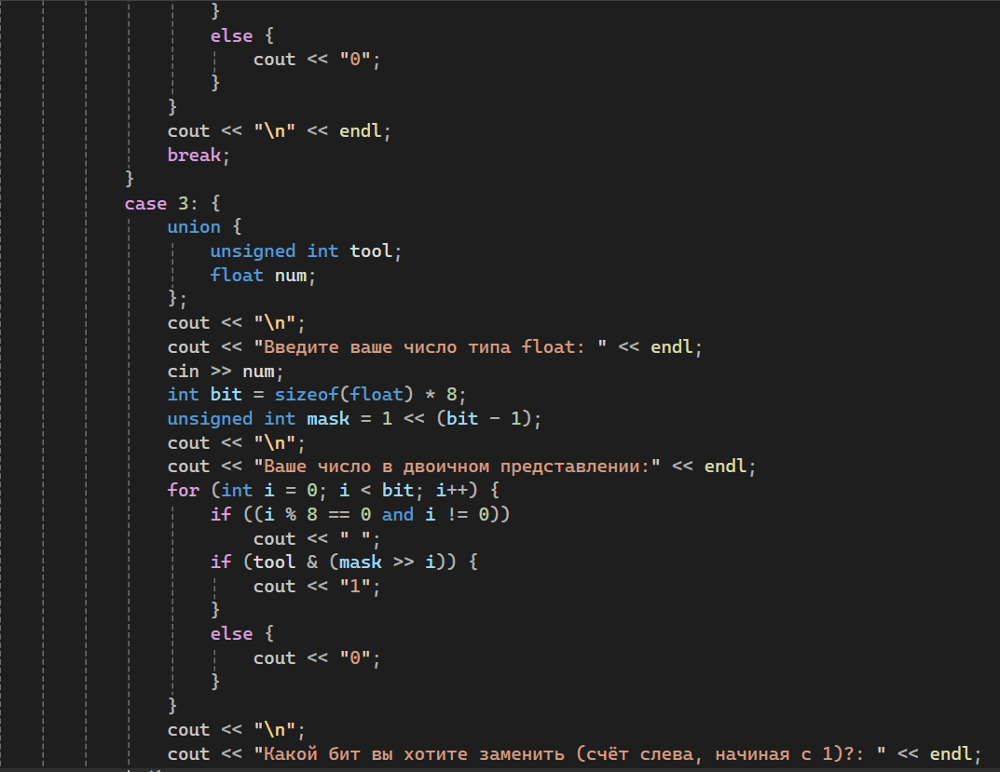 }
else {
cout << "0";
}
}
cout << "\n" << endl;
break;
}
case 3: {
union {
unsigned int tool;
float num;
};
cout << "\n";
cout << "Введите ваше число типа float: " << endl;
cin >> num;
int bit = sizeof(float) * 8;
unsigned int mask = 1 << (bit - 1);
cout << "\n";
cout << "Ваше число в двоичном представлении:" << endl;
for (int i = 0; i < bit; i++) {
if ((i % 8 == 0 and i != 0))
cout << " ";
if (tool & (mask >> i)) {
cout << "1";
}
else {
cout << "0";
}
}
cout << "\n";
cout << "Какой бит вы хотите заменить (счёт слева, начиная с 1)?: " << endl;